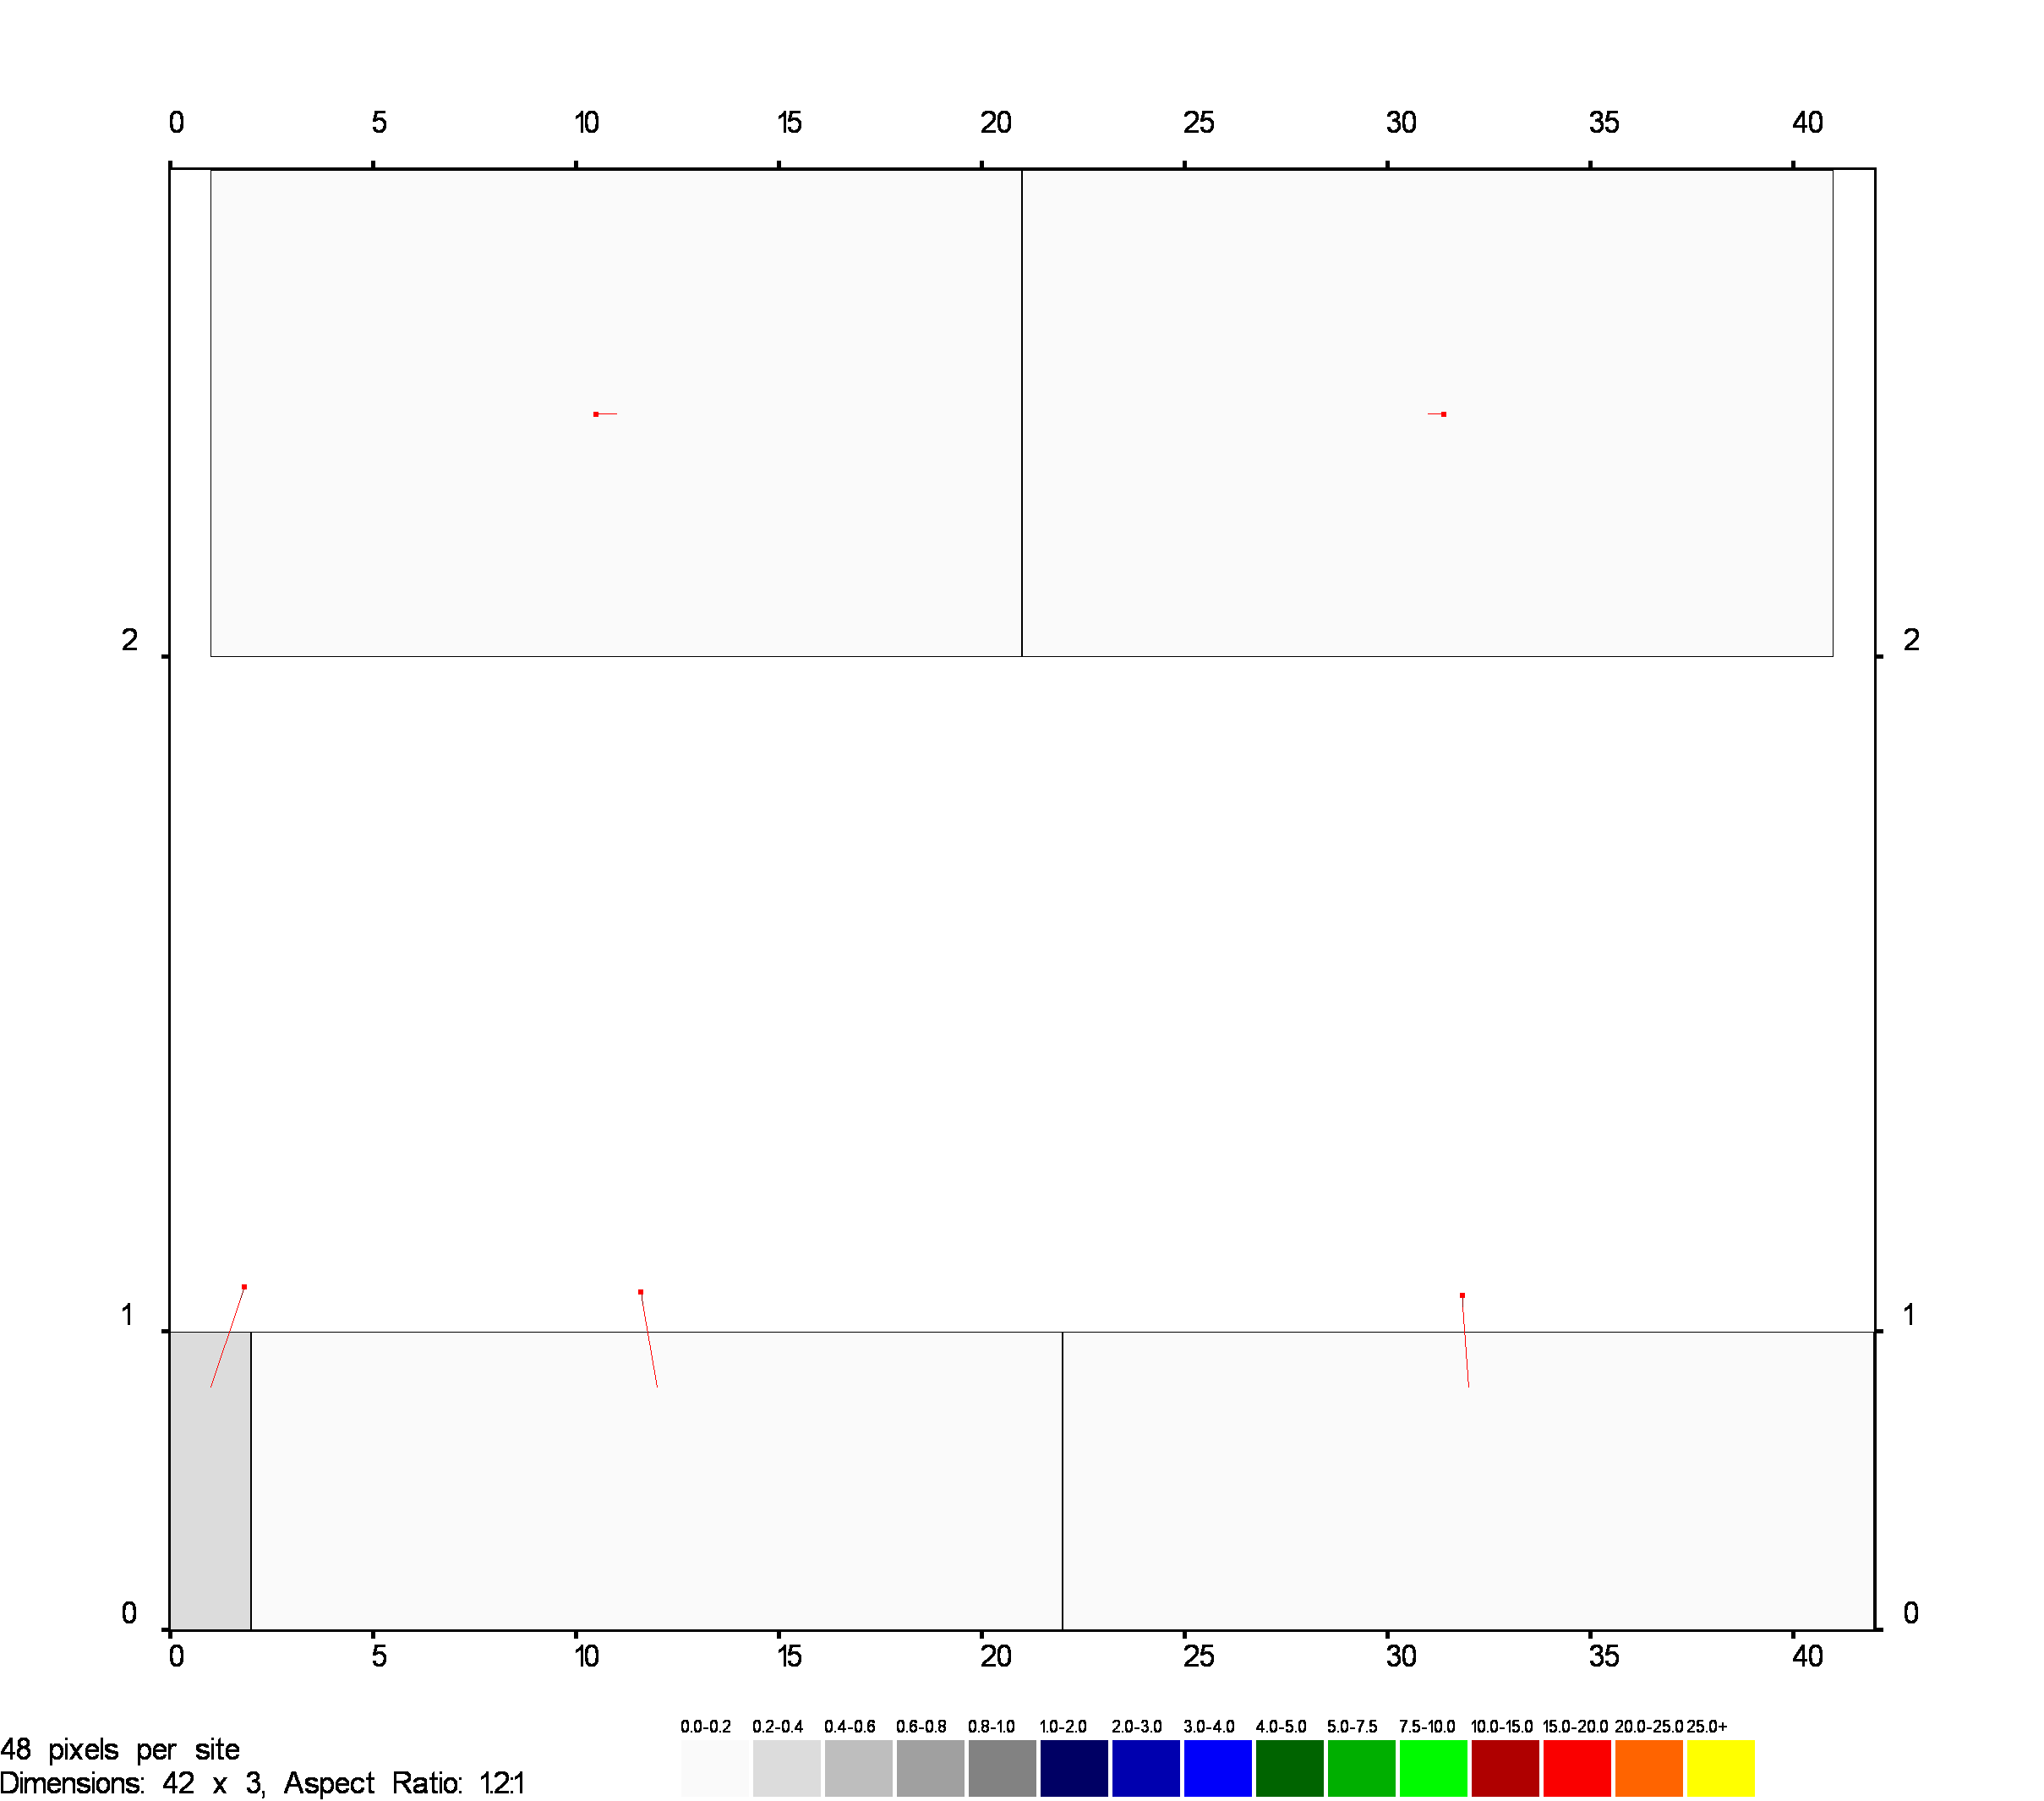 0 5 10 15 20 25 30 35 40
2 2
1 1
0 0
0 5 10 15 20 25 30 35 40
0.0-0.2 0.2-0.4 0.4-0.6 0.6-0.8 0.8-1.0 1.0-2.0 2.0-3.0 3.0-4.0 4.0-5.0 5.0-7.5 7.5-10.0 10.0-15.0 15.0-20.0 20.0-25.0 25.0+
48 pixels per site
Dimensions: 42 x 3, Aspect Ratio: 1.2:1